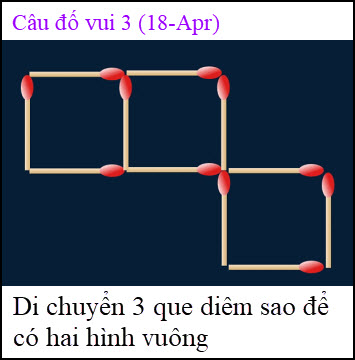 Câu đố vui 3 (18-Apr)
Di chuyển 3 que diêm sao để
có hai hình vuông